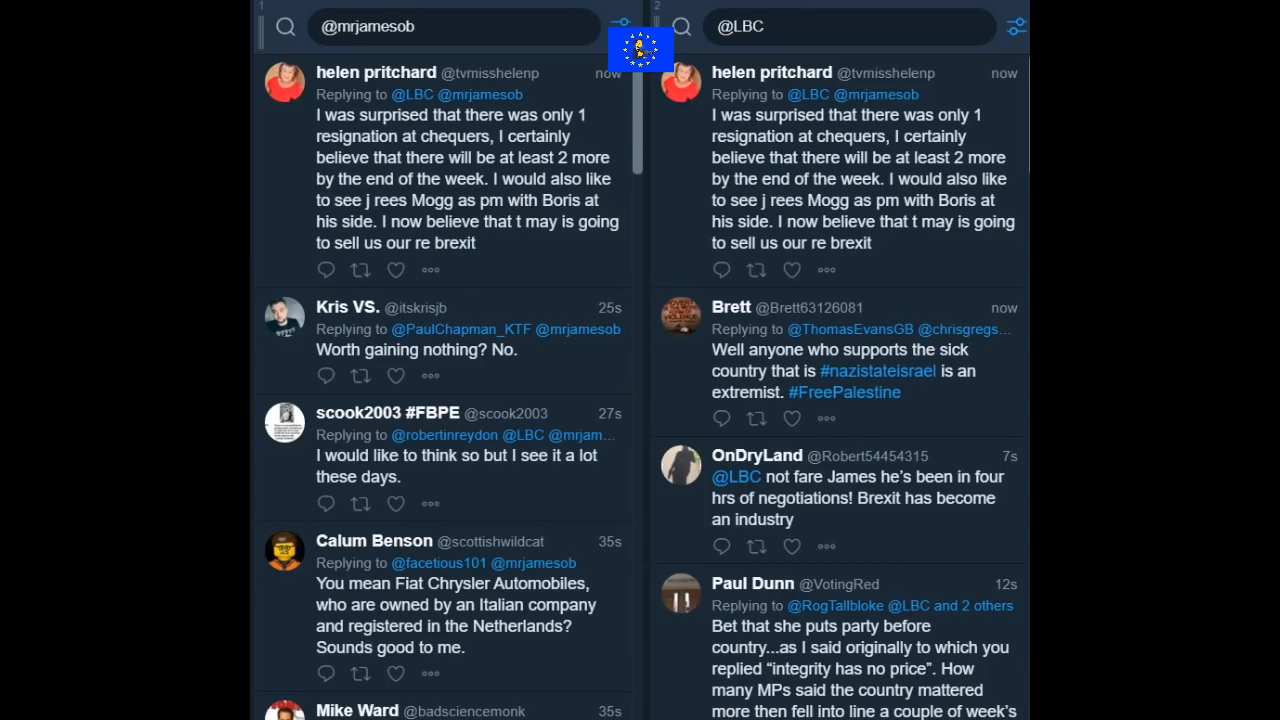 1
@mrjamesob
helen pritchard @tvmisshelenp now
Replying to @LBC @mrjamesob
I was surprised that there was only 1
resignation at chequers, I certainly
believe that there will be at least 2 more
by the end of the week. I would also like
to see j rees Mogg as pm with Boris at
his side. I now believe that t may is going
to sell us our re brexit
Kris VS. @itskrisjb 25s
Replying to @PaulChapman_KTF @mrjamesob
Worth gaining nothing? No.
scook2003 #FBPE @scook2003 27s
Replying to @robertinreydon @LBC @mrjam...
I would like to think so but I see it a lot
these days.
Calum Benson @scottishwildcat 35s
Replying to @facetious101 @mrjamesob
You mean Fiat Chrysler Automobiles,
who are owned by an Italian company
and registered in the Netherlands?
Sounds good to me.
Mike Ward @badsciencemonk 35s
2
@LBC
helen pritchard @tvmisshelenp now
Replying to @LBC @mrjamesob
I was surprised that there was only 1
resignation at chequers, I certainly
believe that there will be at least 2 more
by the end of the week. I would also like
to see j rees Mogg as pm with Boris at
his side. I now believe that t may is going
to sell us our re brexit
Brett @Brett63126081 now
Replying to @ThomasEvansGB @chrisgregs...
Well anyone who supports the sick
country that is #nazistateisrael is an
extremist. #FreePalestine
OnDryLand @Robert54454315 7s
@LBC not fare James he's been in four
hrs of negotiations! Brexit has become
an industry
Paul Dunn @VotingRed 12s
Replying to @RogTallbloke @LBC and 2 others
Bet that she puts party before
country...as I said originally to which you
replied “integrity has no price”. How
many MPs said the country mattered
more then fell into line a couple of week's